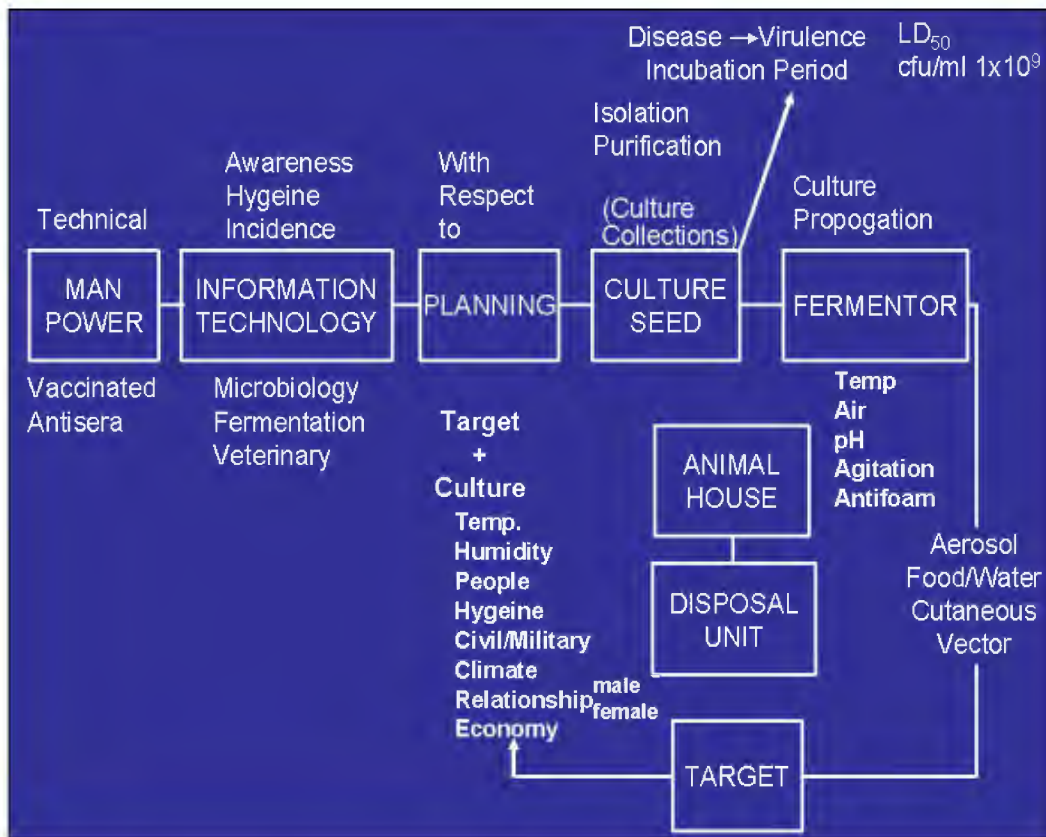 Disease →Virulence
Incubation Period
LD50
cfu/ml 1x10⁹
Isolation
Purification
Awareness
Hygeine
Incidence
With
Respect
to
Culture
Propogation
Technical
(Culture
Collections)
MAN
POWER
INFORMATION
TECHNOLOGY
PLANNING
CULTURE
SEED
FERMENTOR
Vaccinated
Antisera
Microbiology
Fermentation
Veterinary
Target
+
Culture
Temp.
Humidity
People
Hygeine
Civil/Military
Climate
Relationship male
female
Economy
Temp
Air
pH
Agitation
Antifoam
ANIMAL
HOUSE
DISPOSAL
UNIT
Aerosol
Food/Water
Cutaneous
Vector
TARGET